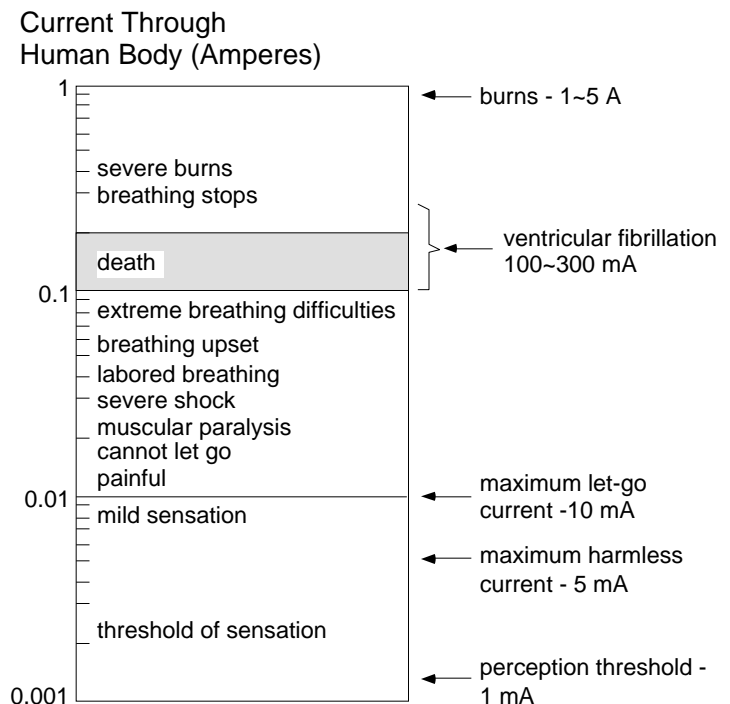 Current Through
Human Body (Amperes)
1
burns - 1~5 A
severe burns
breathing stops
ventricular fibrillation
100~300 mA
death
0.1
extreme breathing difficulties
breathing upset
labored breathing
severe shock
muscular paralysis
cannot let go
painful
maximum let-go
current -10 mA
0.01
mild sensation
maximum harmless
current - 5 mA
threshold of sensation
perception threshold -
1 mA
0.001